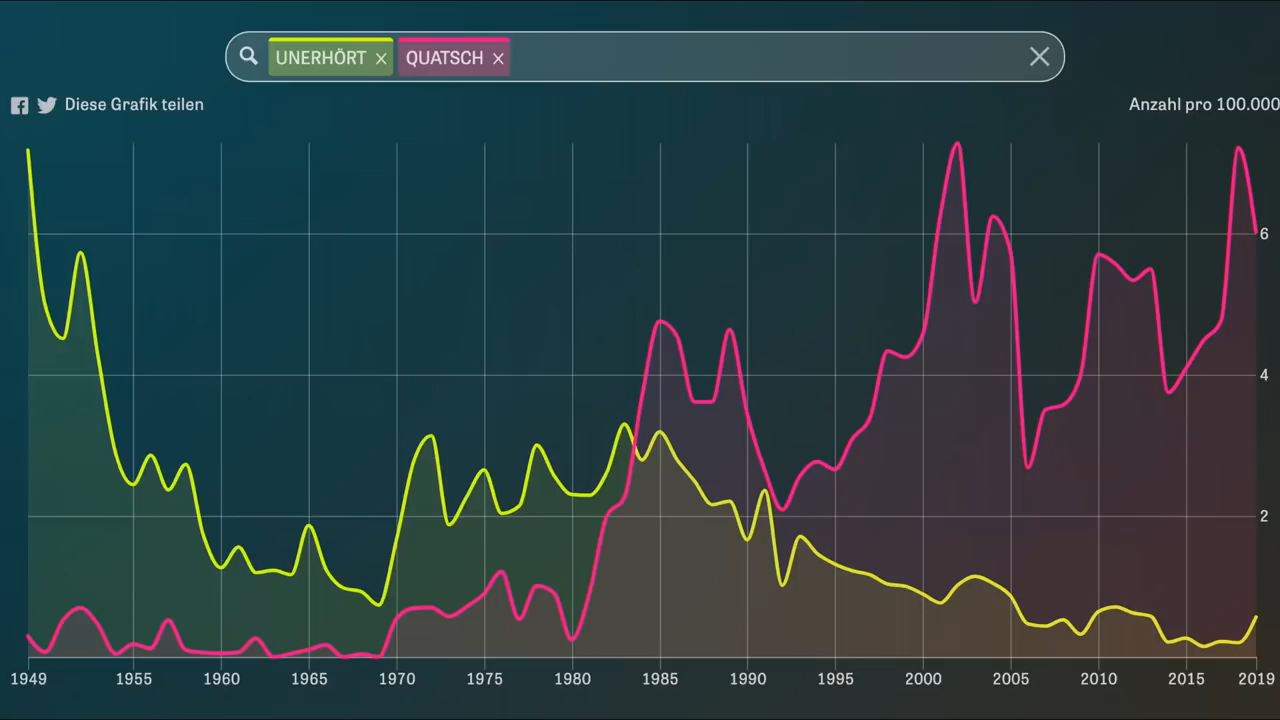 UNERHÖRT × QUATSCH ×
Diese Grafik teilen
Anzahl pro 100.000
6
4
2
1949 1955 1960 1965 1970 1975 1980 1985 1990 1995 2000 2005 2010 2015 2019